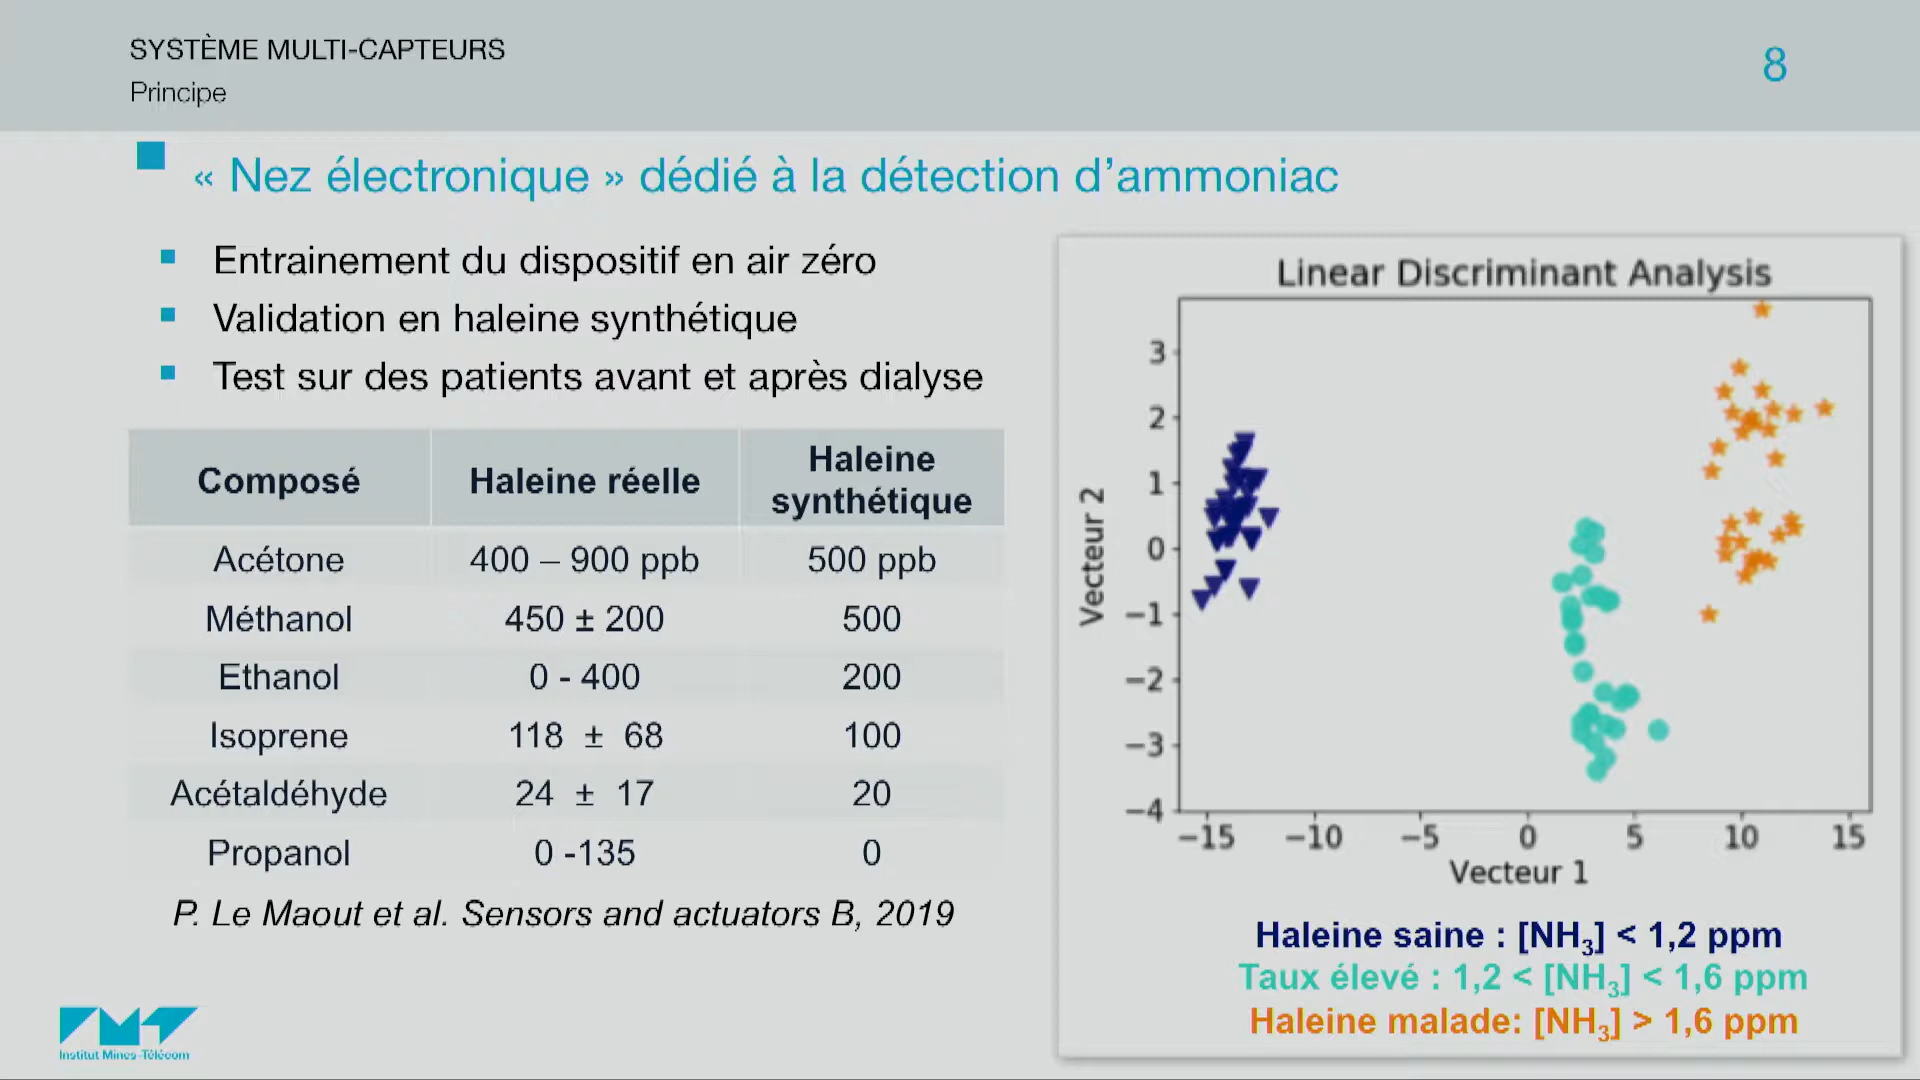 SYSTÈME MULTI-CAPTEURS
Principe
8
« Nez électronique » dédié à la détection d’ammoniac
Entrainement du dispositif en air zéro
Validation en haleine synthétique
Test sur des patients avant et après dialyse
Composé Haleine réelle Haleine synthétique
Acétone 400 – 900 ppb 500 ppb
Méthanol 450 ± 200 500
Ethanol 0 - 400 200
Isoprene 118 ± 68 100
Acétaldéhyde 24 ± 17 20
Propanol 0 -135 0
P. Le Maout et al. Sensors and actuators B, 2019
Institut Mines-Télécom
Linear Discriminant Analysis
Vecteur 2
3
2
1
0
−1
−2
−3
−4
−15 −10 −5 0 5 10 15
Vecteur 1
Haleine saine : [NH₃] < 1,2 ppm
Taux élevé : 1,2 < [NH₃] < 1,6 ppm
Haleine malade: [NH₃] > 1,6 ppm